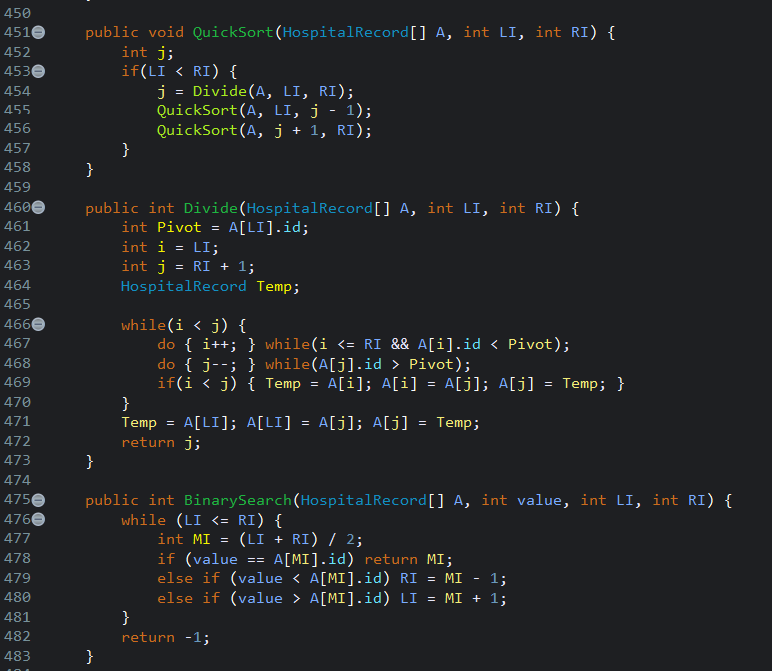 450
451 public void QuickSort(HospitalRecord[] A, int LI, int RI) {
452 int j;
453 if(LI < RI) {
454 j = Divide(A, LI, RI);
455 QuickSort(A, LI, j - 1);
456 QuickSort(A, j + 1, RI);
457 }
458 }
459
460 public int Divide(HospitalRecord[] A, int LI, int RI) {
461 int Pivot = A[LI].id;
462 int i = LI;
463 int j = RI + 1;
464 HospitalRecord Temp;
465
466 while(i < j) {
467 do { i++; } while(i <= RI && A[i].id < Pivot);
468 do { j--; } while(A[j].id > Pivot);
469 if(i < j) { Temp = A[i]; A[i] = A[j]; A[j] = Temp; }
470 }
471 Temp = A[LI]; A[LI] = A[j]; A[j] = Temp;
472 return j;
473 }
474
475 public int BinarySearch(HospitalRecord[] A, int value, int LI, int RI) {
476 while (LI <= RI) {
477 int MI = (LI + RI) / 2;
478 if (value == A[MI].id) return MI;
479 else if (value < A[MI].id) RI = MI - 1;
480 else if (value > A[MI].id) LI = MI + 1;
481 }
482 return -1;
483 }